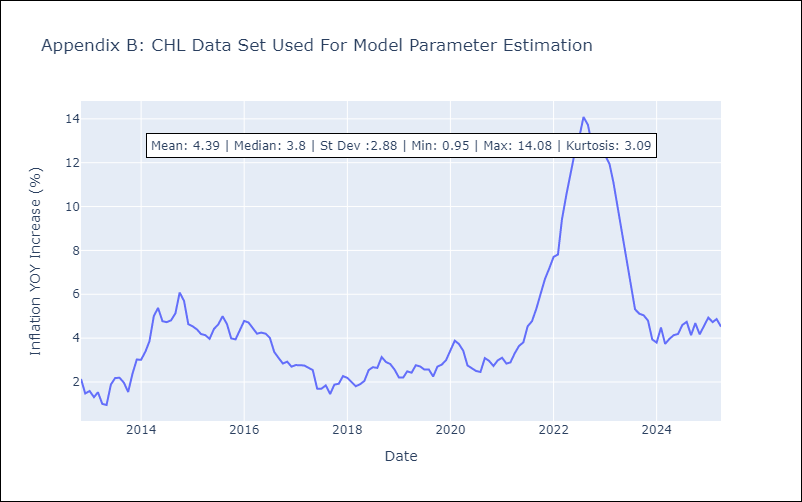 Appendix B: CHL Data Set Used For Model Parameter Estimation
14
Mean: 4.39 | Median: 3.8 | St Dev :2.88 | Min: 0.95 | Max: 14.08 | Kurtosis: 3.09
12
10
8
6
4
2
Inflation YOY Increase (%)
2014 2016 2018 2020 2022 2024
Date